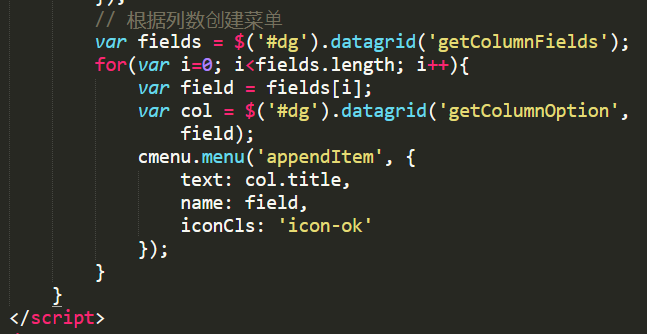 });
// 根据列数创建菜单
var fields = $('#dg').datagrid('getColumnFields');
for(var i=0; i<fields.length; i++){
var field = fields[i];
var col = $('#dg').datagrid('getColumnOption',
field);
cmenu.menu('appendItem', {
text: col.title,
name: field,
iconCls: 'icon-ok'
});
}
}
</script>